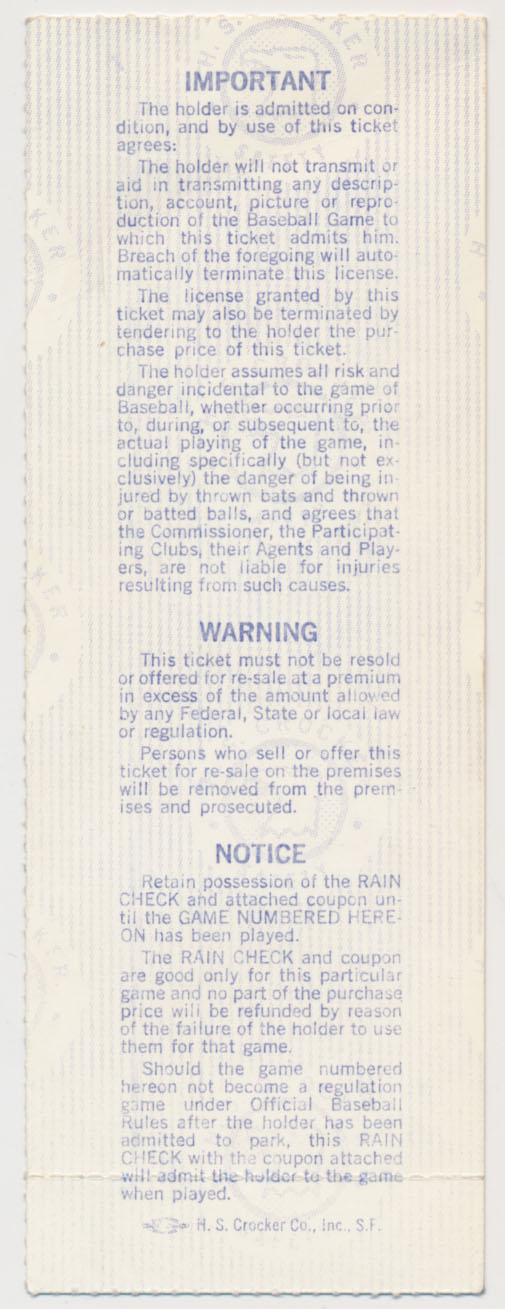 IMPORTANT
The holder is admitted on con-
dition, and by use of this ticket
agrees:
The holder will not transmit or
aid in transmitting any descrip-
tion, account, picture or repro-
duction of the Baseball Game to
which this ticket admits him.
Breach of the foregoing will auto-
matically terminate this license.
The license granted by this
ticket may also be terminated by
tendering to the holder the pur-
chase price of this ticket.
The holder assumes all risk and
danger incidental to the game of
Baseball, whether occurring prior
to, during, or subsequent to, the
actual playing of the game, in-
cluding specifically (but not ex-
clusively) the danger of being in-
jured by thrown bats and thrown
or batted balls, and agrees that
the Commissioner, the Participat-
ing Clubs, their Agents and Play-
ers, are not liable for injuries
resulting from such causes.
WARNING
This ticket must not be resold
or offered for re-sale at a premium
in excess of the amount allowed
by any Federal, State or local law
or regulation.
Persons who sell or offer this
ticket for re-sale on the premises
will be removed from the prem-
ises and prosecuted.
NOTICE
Retain possession of the RAIN
CHECK and attached coupon un-
til the GAME NUMBERED HERE-
ON has been played.
The RAIN CHECK and coupon
are good only for this particular
game and no part of the purchase
price will be refunded by reason
of the failure of the holder to use
them for that game.
Should the game numbered
hereon not become a regulation
game under Official Baseball
Rules after the holder has been
admitted to park, this RAIN
CHECK with the coupon attached
will admit the holder to the game
when played.
H. S. Crocker Co., Inc., S.F.